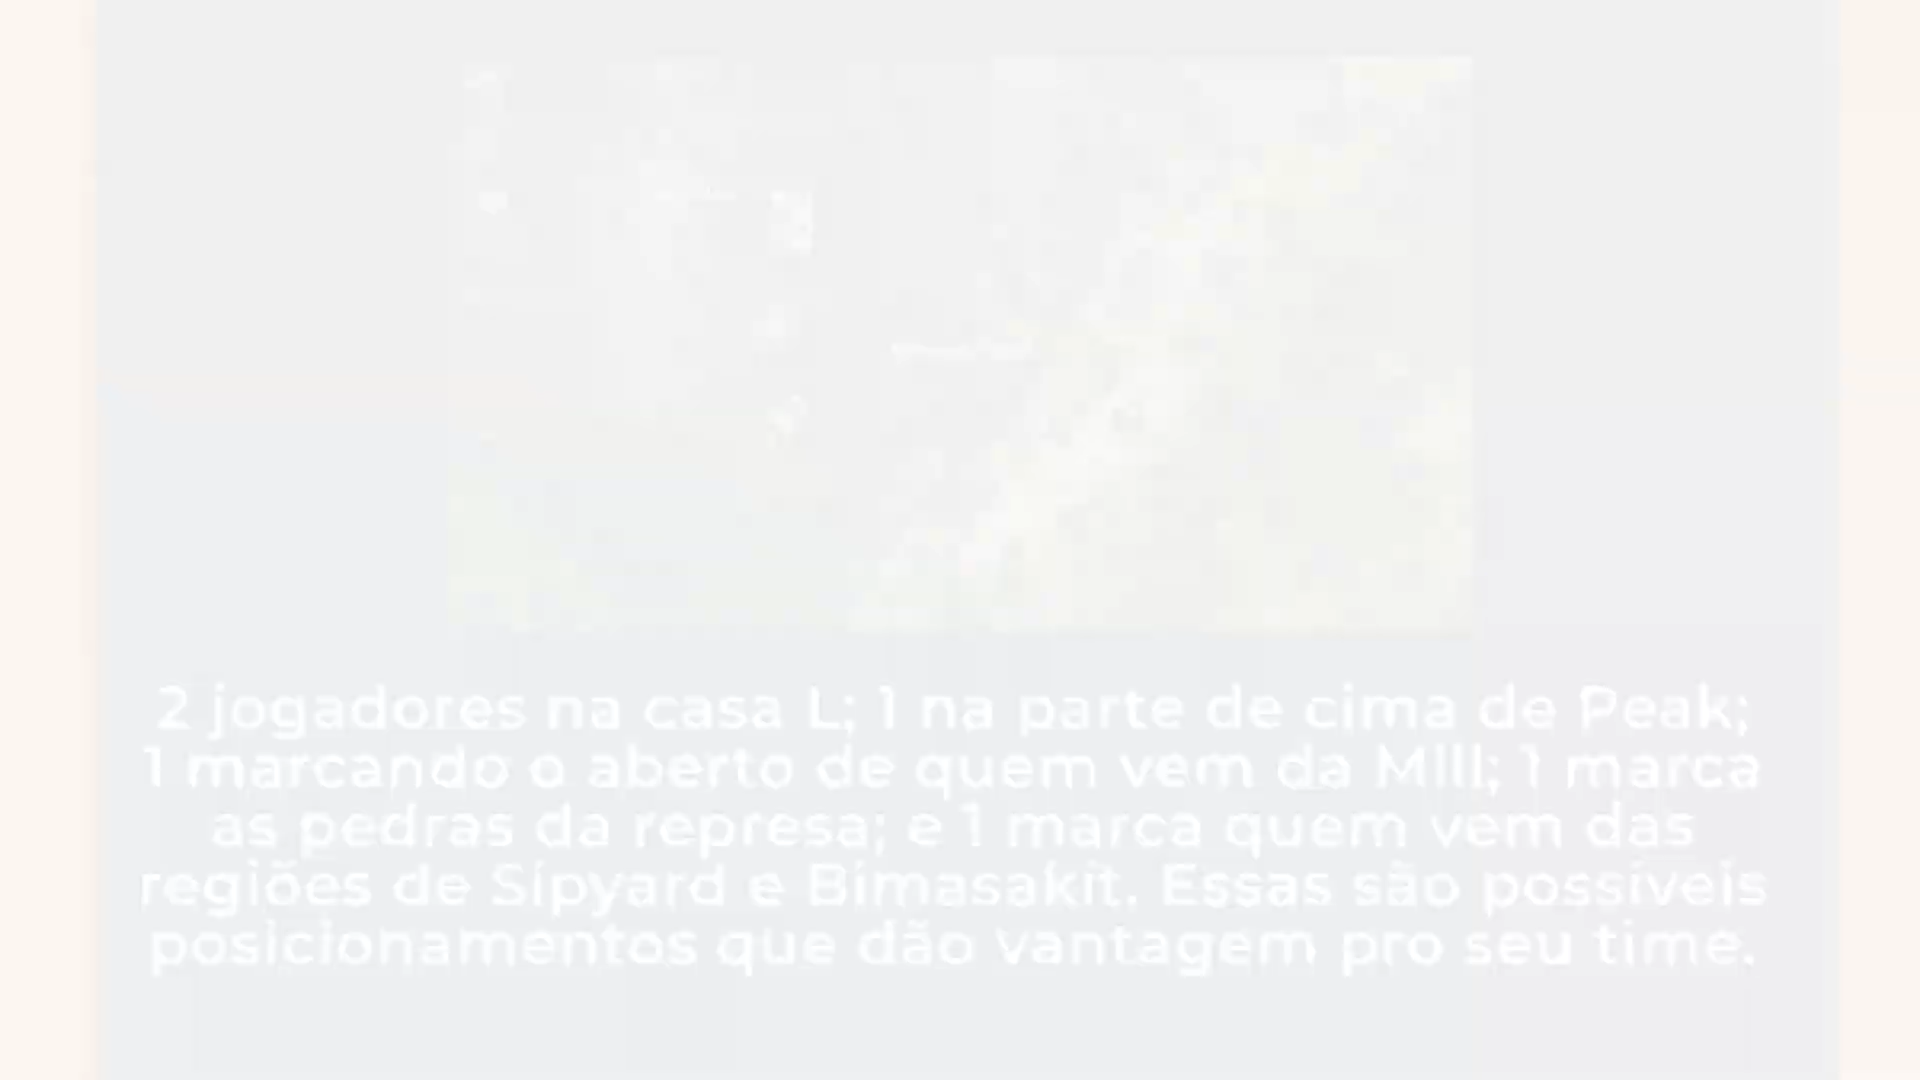 2 jogadores na casa L; 1 na parte de cima de Peak;
1 marcando o aberto de quem vem da Mill; 1 marca
as pedras da represa; e 1 marca quem vem das
regiões de Sipyard e Bimasakit. Essas são possíveis
posicionamentos que dão vantagem pro seu time.